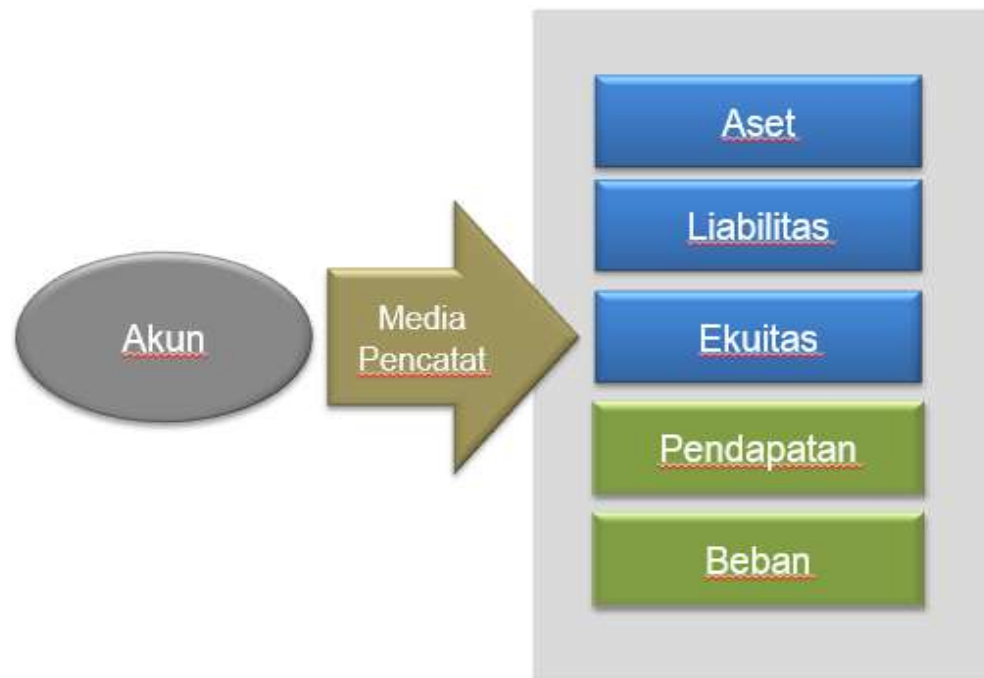 Akun
Media
Pencatat
Aset
Liabilitas
Ekuitas
Pendapatan
Beban